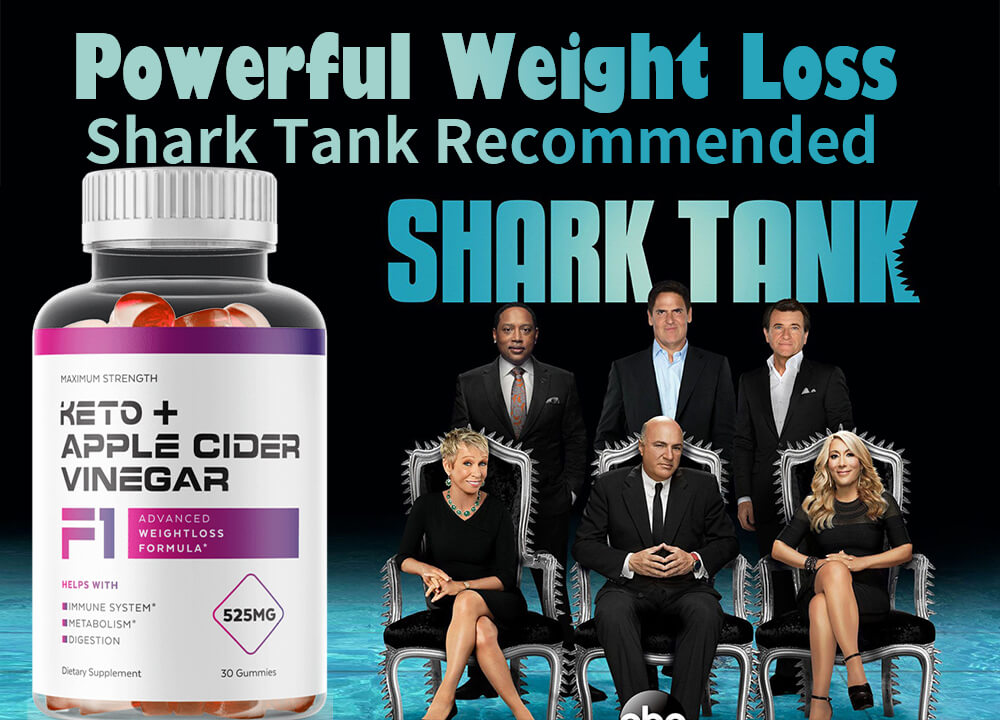 Powerful Weight Loss
Shark Tank Recommended
SHARK TANK
MAXIMUM STRENGTH
KETO +
APPLE CIDER
VINEGAR
F1
ADVANCED
WEIGHTLOSS
FORMULA*
HELPS WITH
IMMUNE SYSTEM*
METABOLISM*
DIGESTION
525MG
Dietary Supplement
30 Gummies
abc